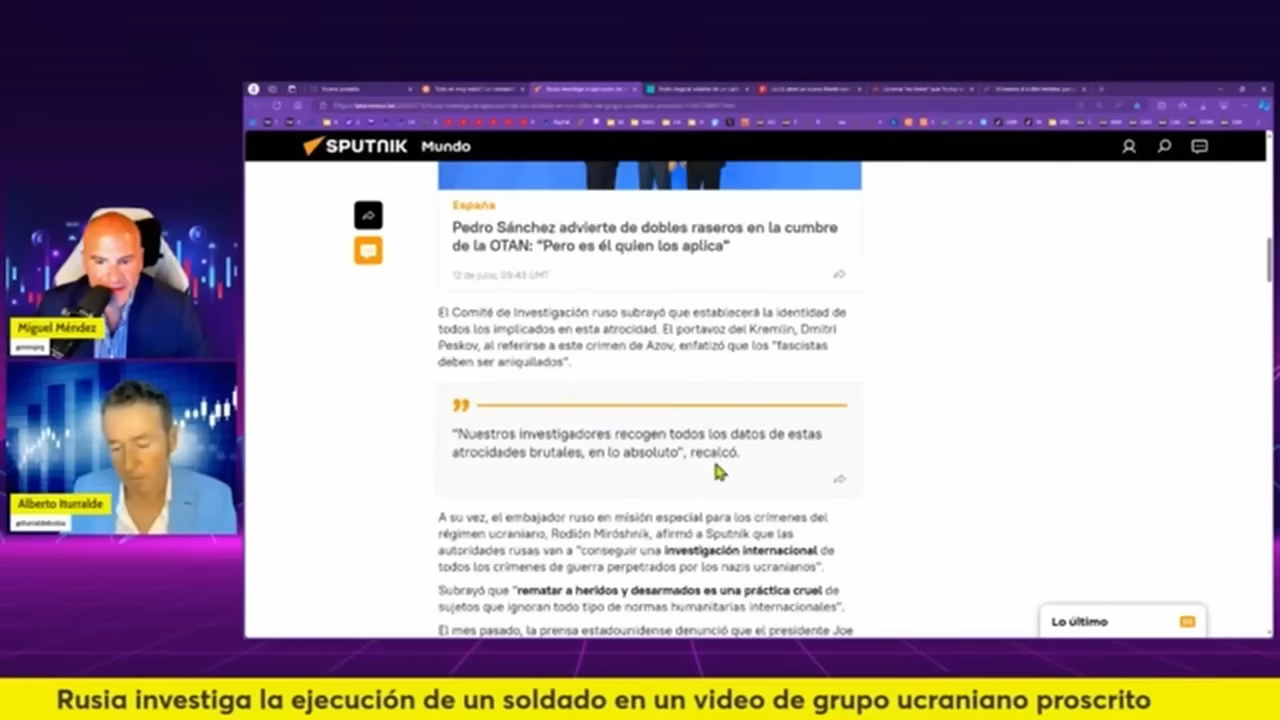 SPUTNIK Mundo
España
Pedro Sánchez advierte de dobles raseros en la cumbre
de la OTAN: "Pero es él quien los aplica"
12 de julio, 09:43 GMT
El Comité de Investigación ruso subrayó que establecerá la identidad de
todos los implicados en esta atrocidad. El portavoz del Kremlin, Dmitri
Peskov, al referirse a este crimen de Azov, enfatizó que los "fascistas
deben ser aniquilados".
"Nuestros investigadores recogen todos los datos de estas
atrocidades brutales, en lo absoluto", recalcó.
A su vez, el embajador ruso en misión especial para los crímenes del
régimen ucraniano, Rodión Miróshnik, afirmó a Sputnik que las
autoridades rusas van a "conseguir una investigación internacional de
todos los crímenes de guerra perpetrados por los nazis ucranianos".
Subrayó que "rematar a heridos y desarmados es una práctica cruel de
sujetos que ignoran todo tipo de normas humanitarias internacionales".
El mes pasado, la prensa estadounidense denunció que el presidente Joe
Lo último
Miguel Méndez
Alberto Iturralde
Rusia investiga la ejecución de un soldado en un video de grupo ucraniano proscrito